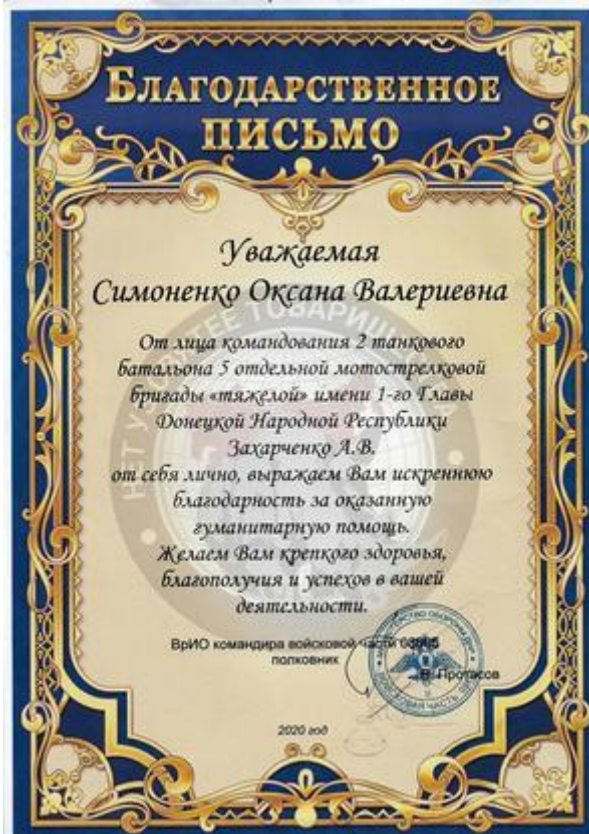 БЛАГОДАРСТВЕННОЕ
ПИСЬМО
Уважаемая
Симоненко Оксана Валериевна
От лица командования 2 танкового
батальона 5 отдельной мотострелковой
бригады «тяжелой» имени 1-го Главы
Донецкой Народной Республики
Захарченко А.В.
от себя лично, выражаем Вам искреннюю
благодарность за оказанную
гуманитарную помощь.
Желаем Вам крепкого здоровья,
благополучия и успехов в вашей
деятельности.
ВрИО командира войсковой части
полковник
Протасов
2020 год